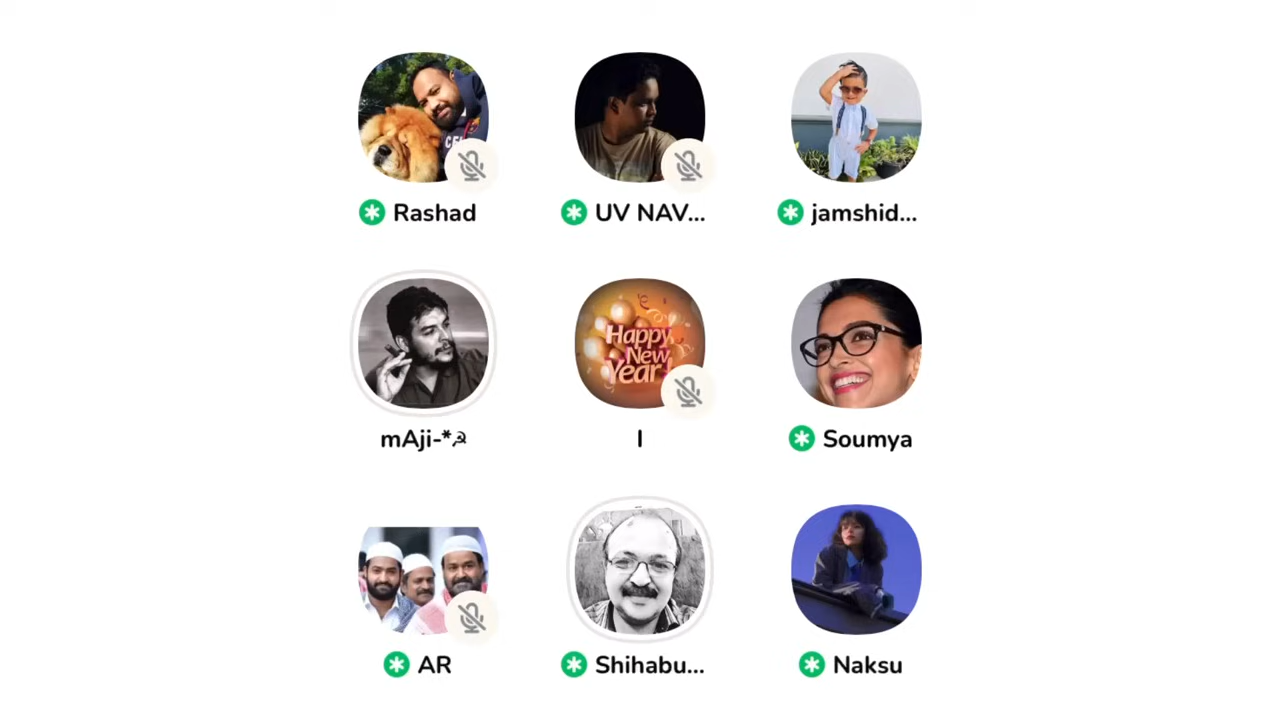 Rashad
UV NAV...
jamshid...
mAji-*☭
Happy
New
Year!
I
Soumya
AR
Shihabu...
Naksu